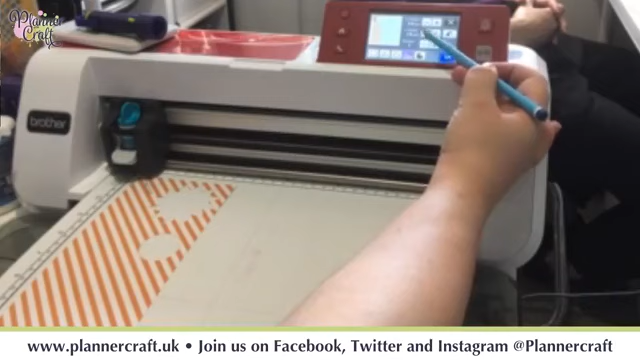 Planner
Craft
brother
www.plannercraft.uk • Join us on Facebook, Twitter and Instagram @Plannercraft